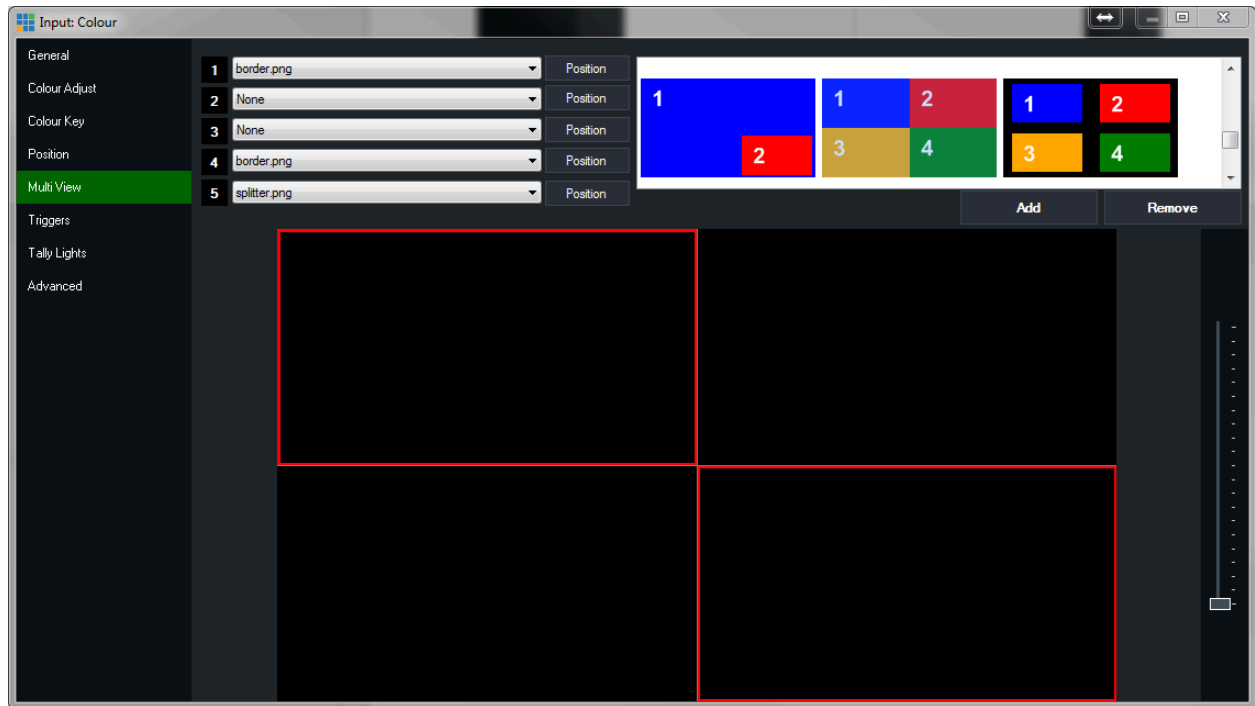 Input: Colour
General
Colour Adjust
Colour Key
Position
Multi View
Triggers
Tally Lights
Advanced
1 border.png Position
2 None Position
3 None Position
4 border.png Position
5 splitter.png Position
1
2
1 2
3 4
1 2
3 4
Add Remove